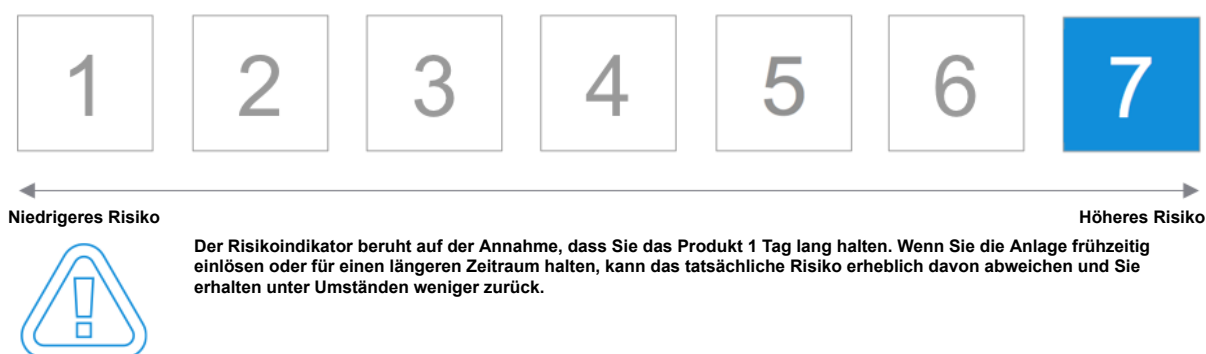 1 2 3 4 5 6 7
Niedrigeres Risiko Höheres Risiko
Der Risikoindikator beruht auf der Annahme, dass Sie das Produkt 1 Tag lang halten. Wenn Sie die Anlage frühzeitig
einlösen oder für einen längeren Zeitraum halten, kann das tatsächliche Risiko erheblich davon abweichen und Sie
erhalten unter Umständen weniger zurück.